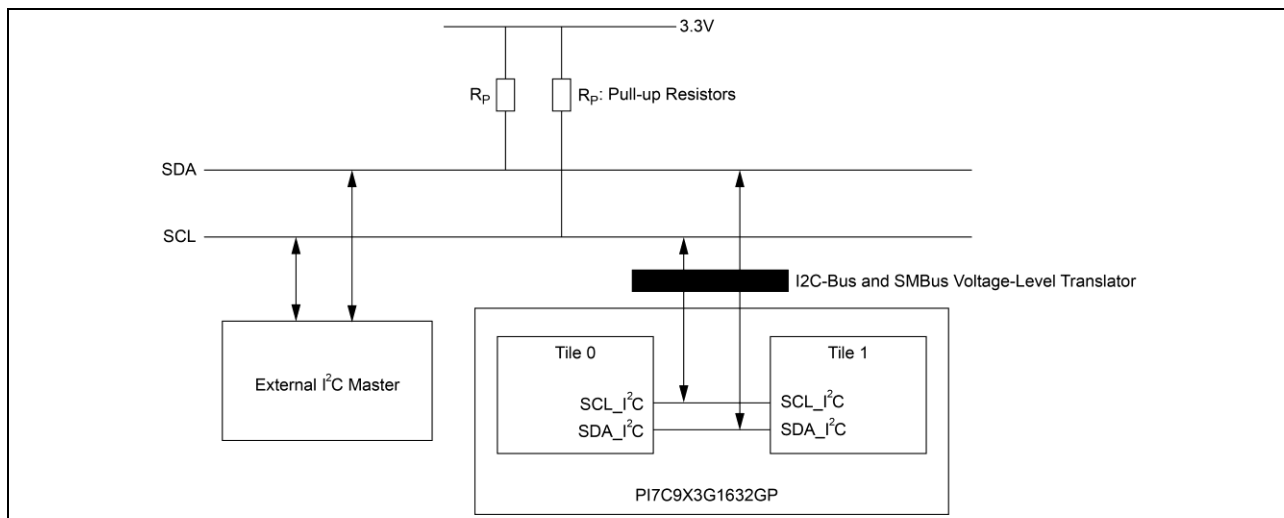 3.3V
R_P
R_P: Pull-up Resistors
SDA
SCL
I2C-Bus and SMBus Voltage-Level Translator
External I²C Master
Tile 0
Tile 1
SCL_I²C
SCL_I²C
SDA_I²C
SDA_I²C
PI7C9X3G1632GP